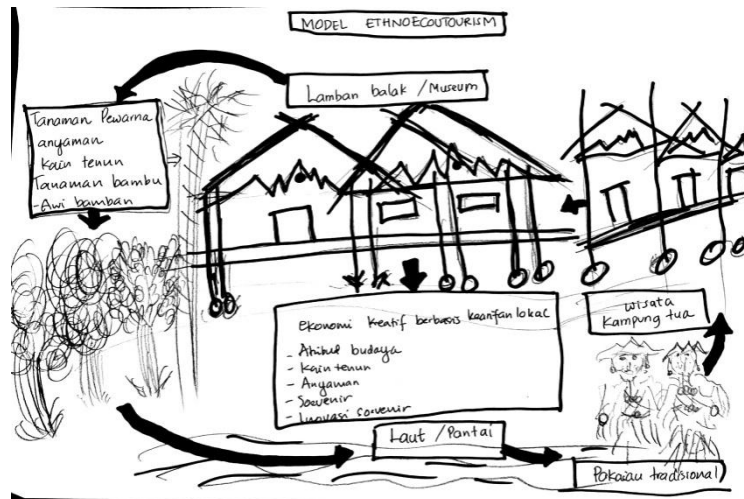 MODEL ETHNOECOUTOURISM
Lamban balak / Museum
Tanaman Pewarna
anyaman
kain tenun
Tanaman bambu
- Awi bamban
Ekonomi kreatif berbasis kearifan lokal
- Atribut budaya
- Kain tenun
- Anyaman
- Souvenir
- Inovasi souvenir
wisata
kampung tua
Laut / Pantai
Pakaian tradisional